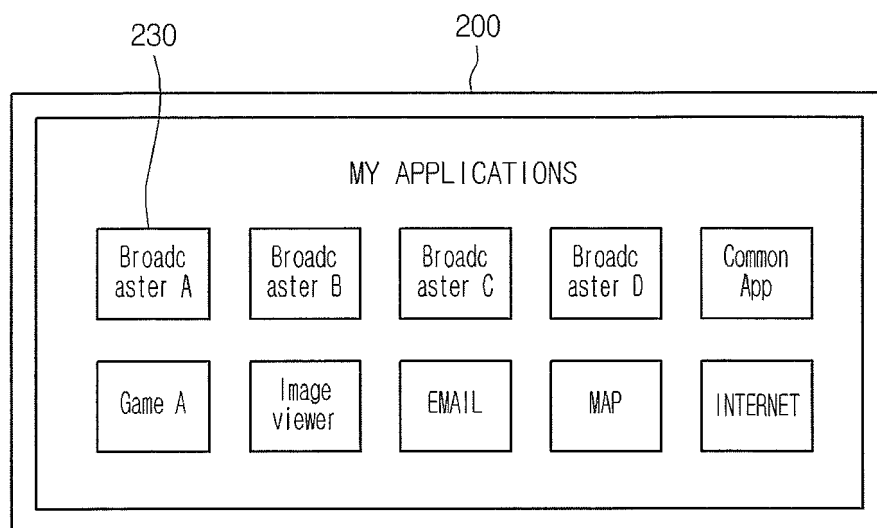 230
200
MY APPLICATIONS
Broadc
aster A
Broadc
aster B
Broadc
aster C
Broadc
aster D
Common
App
Game A
Image
viewer
EMAIL
MAP
INTERNET